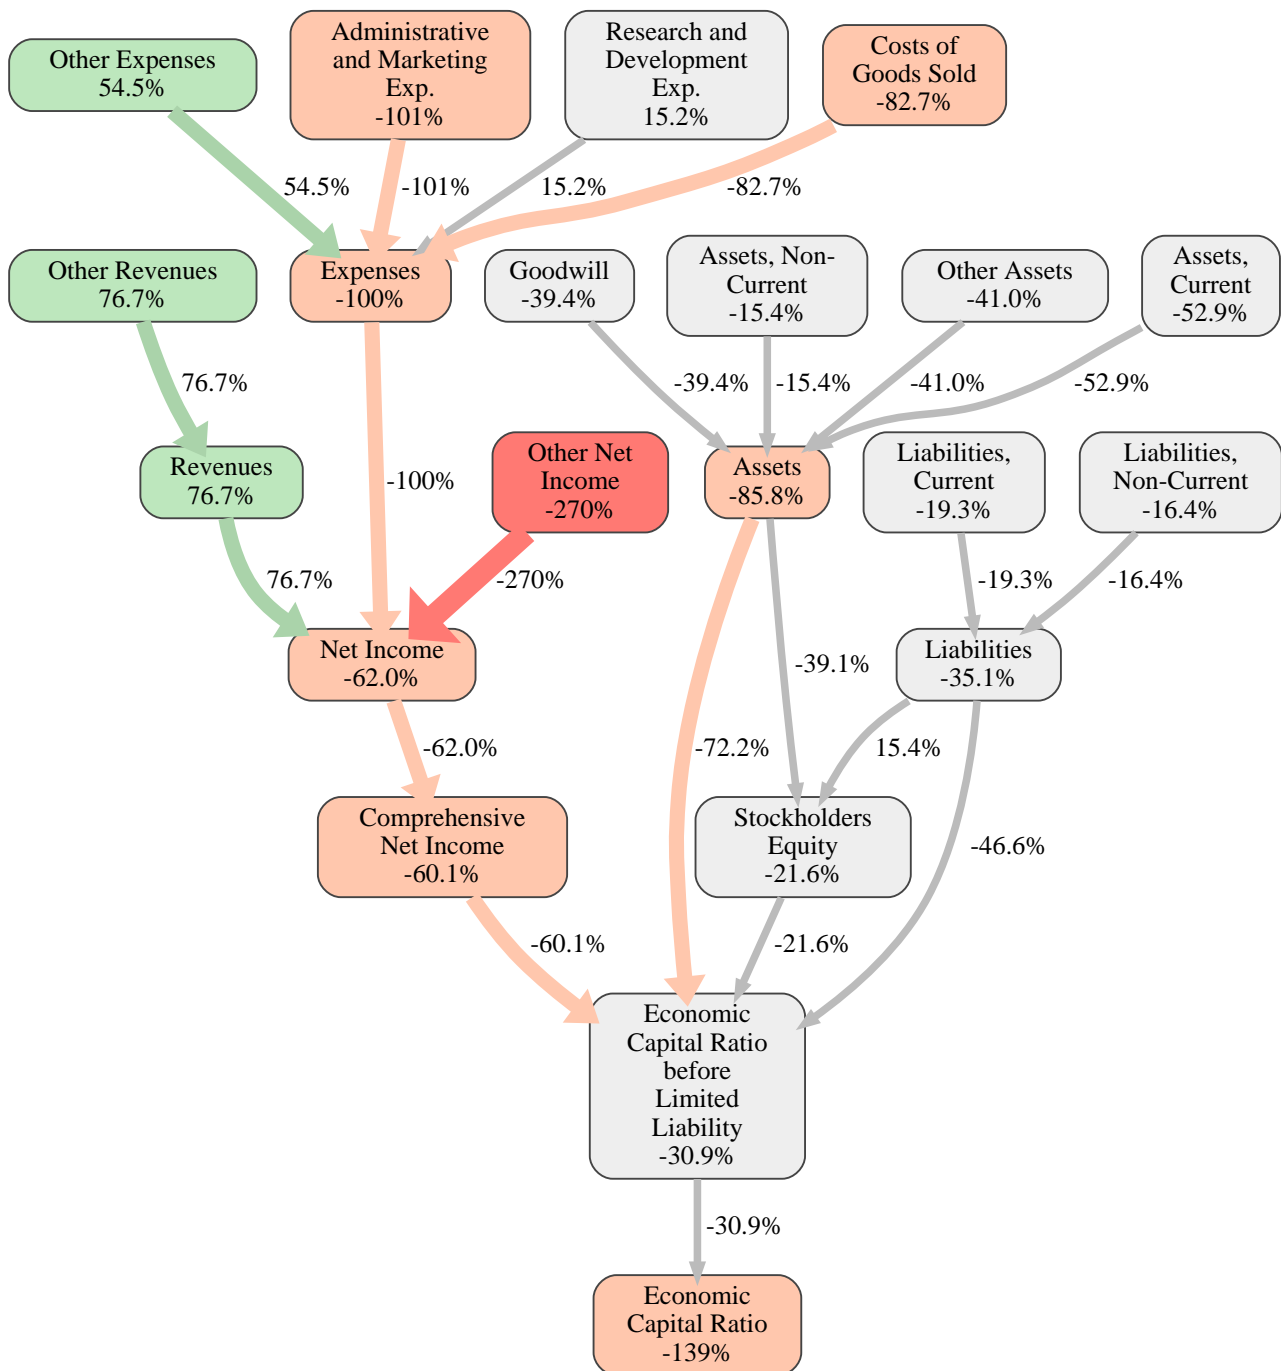 Other Expenses
54.5%
Administrative
and Marketing
Exp.
-101%
Research and
Development
Exp.
15.2%
Costs of
Goods Sold
-82.7%
54.5%
-101%
15.2%
-82.7%
Other Revenues
76.7%
Expenses
-100%
Goodwill
-39.4%
Assets, Non-
Current
-15.4%
Other Assets
-41.0%
Assets,
Current
-52.9%
76.7%
-39.4%
-15.4%
-41.0%
-52.9%
Revenues
76.7%
-100%
Other Net
Income
-270%
Assets
-85.8%
Liabilities,
Current
-19.3%
Liabilities,
Non-Current
-16.4%
76.7%
-270%
-19.3%
-16.4%
Net Income
-62.0%
-39.1%
Liabilities
-35.1%
-62.0%
-72.2%
15.4%
Comprehensive
Net Income
-60.1%
Stockholders
Equity
-21.6%
-46.6%
-60.1%
-21.6%
Economic
Capital Ratio
before
Limited
Liability
-30.9%
-30.9%
Economic
Capital Ratio
-139%